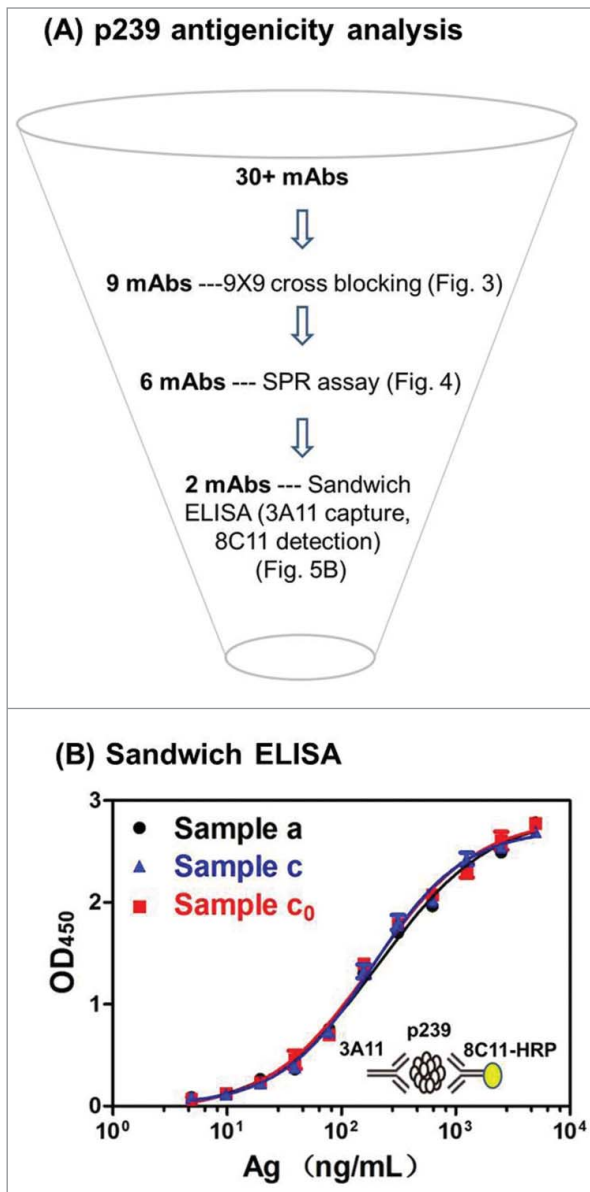 (A) p239 antigenicity analysis
30+ mAbs
9 mAbs ---9X9 cross blocking (Fig. 3)
6 mAbs --- SPR assay (Fig. 4)
2 mAbs --- Sandwich
ELISA (3A11 capture,
8C11 detection)
(Fig. 5B)
(B) Sandwich ELISA
3
2
1
0
OD450
Sample a
Sample c
Sample c0
3A11
p239
8C11-HRP
10^0
10^1
10^2
10^3
10^4
Ag (ng/mL)